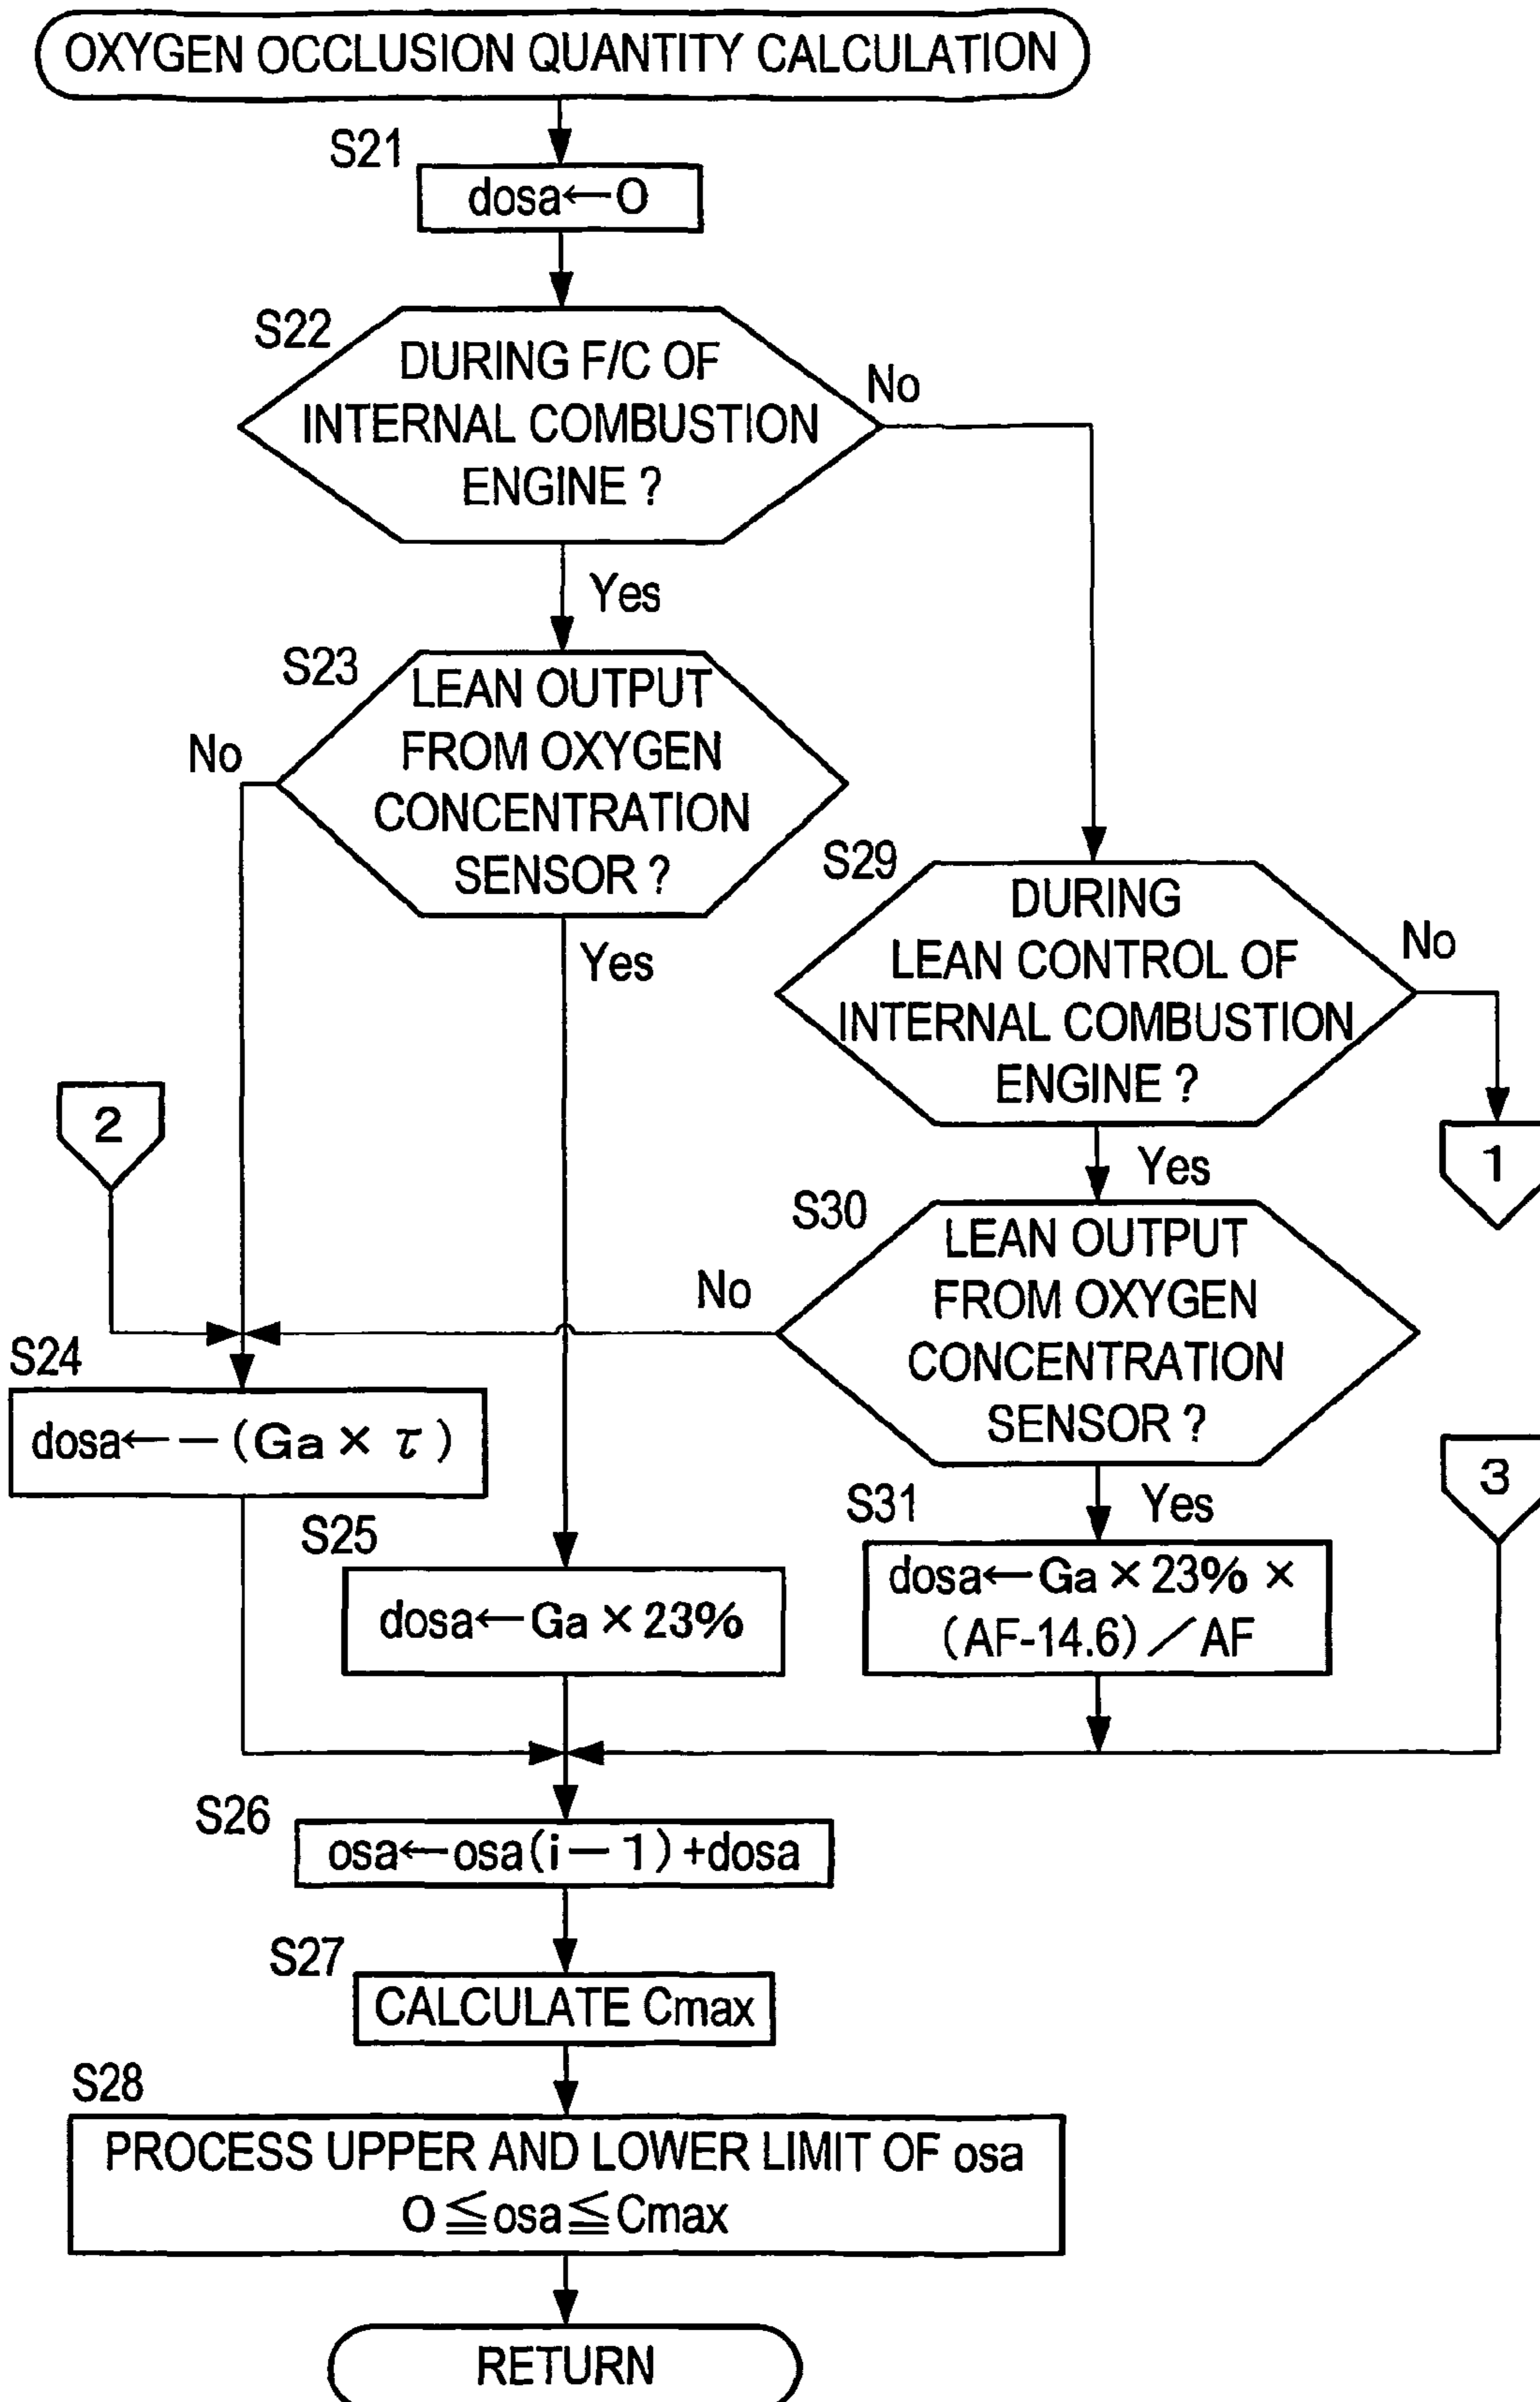 OXYGEN OCCLUSION QUANTITY CALCULATION
S21
dosa←0
S22
DURING F/C OF
INTERNAL COMBUSTION
ENGINE ?
No
Yes
S23
LEAN OUTPUT
FROM OXYGEN
CONCENTRATION
SENSOR ?
No
Yes
S29
DURING
LEAN CONTROL OF
INTERNAL COMBUSTION
ENGINE ?
No
Yes
2
1
S30
LEAN OUTPUT
FROM OXYGEN
CONCENTRATION
SENSOR ?
No
Yes
S24
dosa←−(Ga × τ)
3
S25
dosa←Ga × 23%
S31
dosa←Ga × 23% ×
(AF-14.6)／AF
S26
osa←osa(i−1)+dosa
S27
CALCULATE Cmax
S28
PROCESS UPPER AND LOWER LIMIT OF osa
0≦osa≦Cmax
RETURN